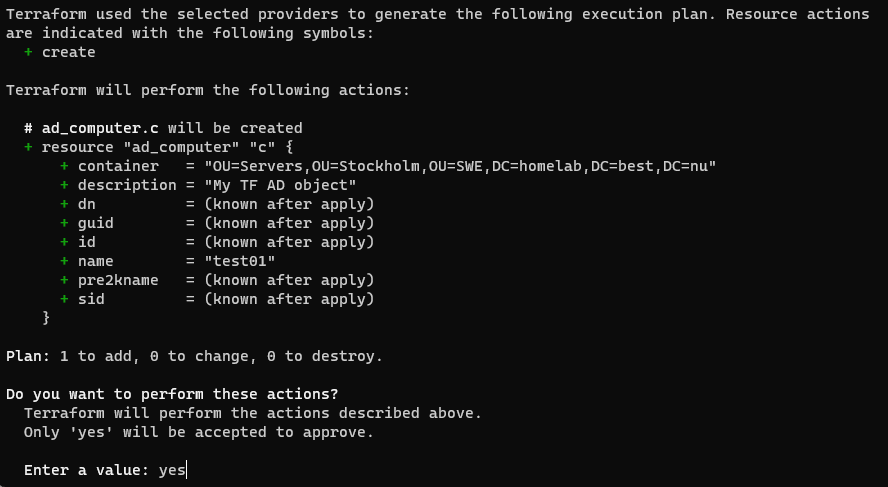 Terraform used the selected providers to generate the following execution plan. Resource actions
are indicated with the following symbols:
  + create

Terraform will perform the following actions:

  # ad_computer.c will be created
  + resource "ad_computer" "c" {
      + container   = "OU=Servers,OU=Stockholm,OU=SWE,DC=homelab,DC=best,DC=nu"
      + description = "My TF AD object"
      + dn          = (known after apply)
      + guid        = (known after apply)
      + id          = (known after apply)
      + name        = "test01"
      + pre2kname   = (known after apply)
      + sid         = (known after apply)
    }

Plan: 1 to add, 0 to change, 0 to destroy.

Do you want to perform these actions?
  Terraform will perform the actions described above.
  Only 'yes' will be accepted to approve.

  Enter a value: yes